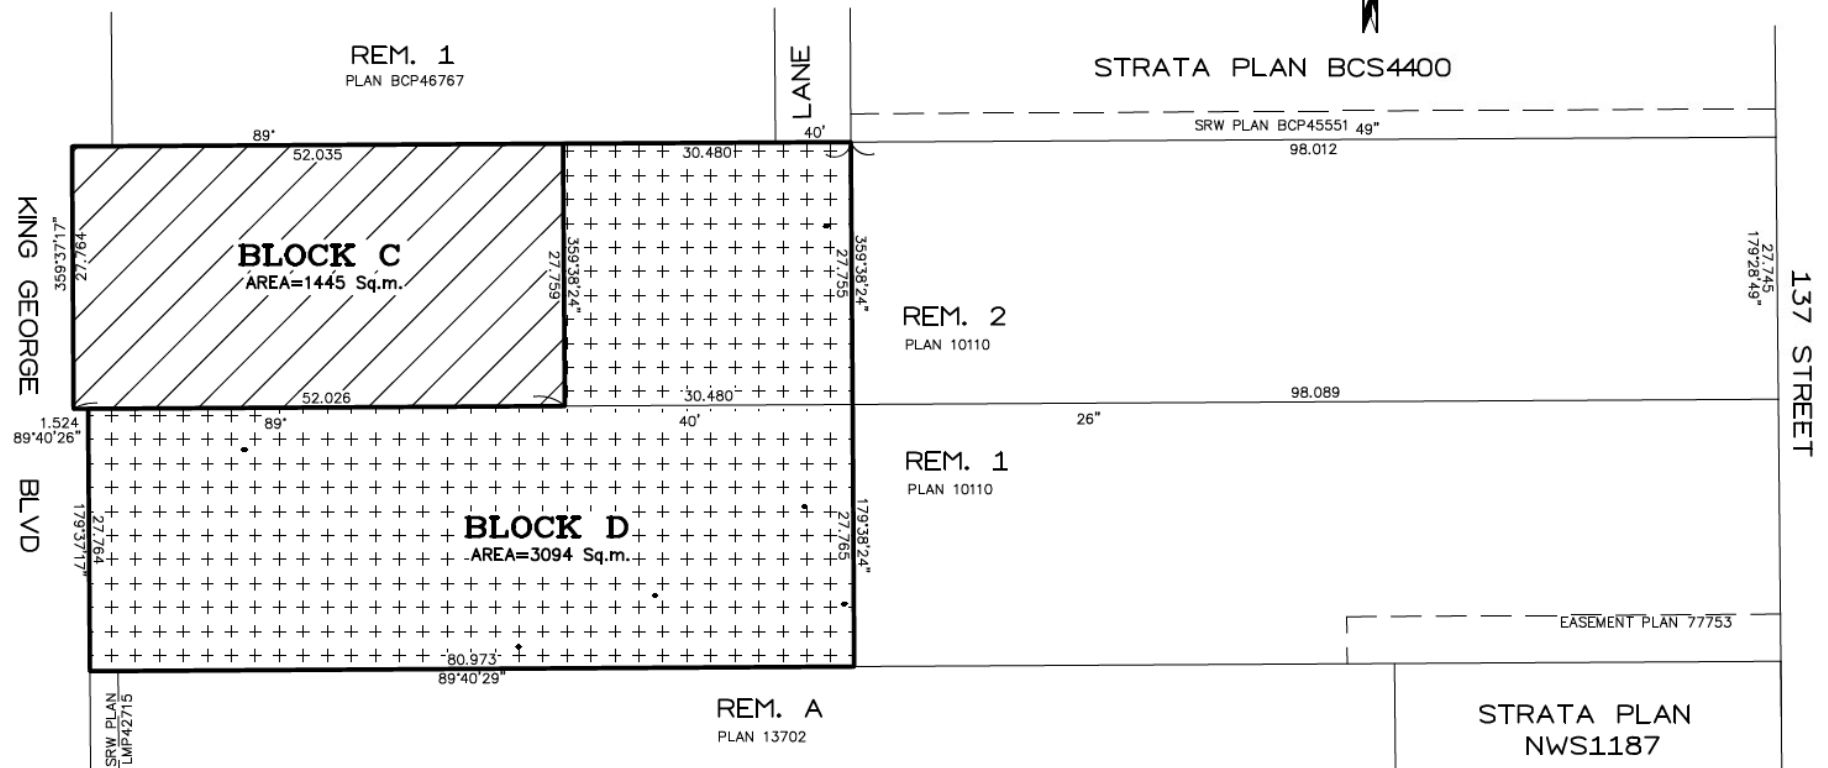 REM. 1
PLAN BCP46767
LANE
STRATA PLAN BCS4400
SRW PLAN BCP45551
89°
40'
49"
52.035
30.480
98.012
KING GEORGE BLVD
359°37'17"
27.764
BLOCK C
AREA=1445 Sq.m.
27.759
359°38'24"
27.755
359°38'24"
REM. 2
PLAN 10110
27.745
179°28'49"
137 STREET
52.026
30.480
98.089
1.524
89°40'26"
89°
40'
26"
REM. 1
PLAN 10110
179°37'17"
27.764
BLOCK D
AREA=3094 Sq.m.
27.765
179°38'24"
80.973
89°40'29"
EASEMENT PLAN 77753
SRW PLAN
LMP42715
REM. A
PLAN 13702
STRATA PLAN
NWS1187